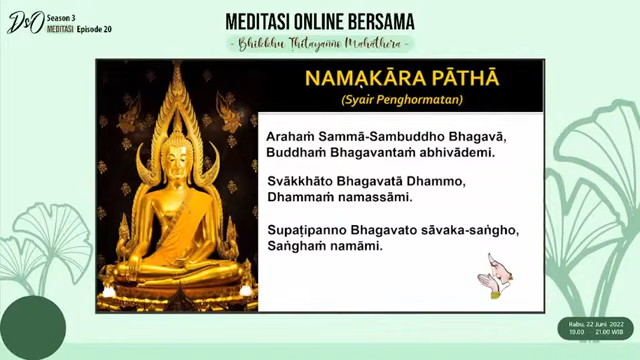 DsO Season 3
MEDITASI Episode 20
MEDITASI ONLINE BERSAMA
- Bhikkhu Thitayanno Mahathera -
NAMAKĀRA PĀTHĀ
(Syair Penghormatan)
Arahaṁ Sammā-Sambuddho Bhagavā,
Buddhaṁ Bhagavantaṁ abhivādemi.
Svākkhāto Bhagavatā Dhammo,
Dhammaṁ namassāmi.
Supaṭipanno Bhagavato sāvaka-saṅgho,
Saṅghaṁ namāmi.
Rabu, 22 Juni 2022
19.00 - 21.00 WIB